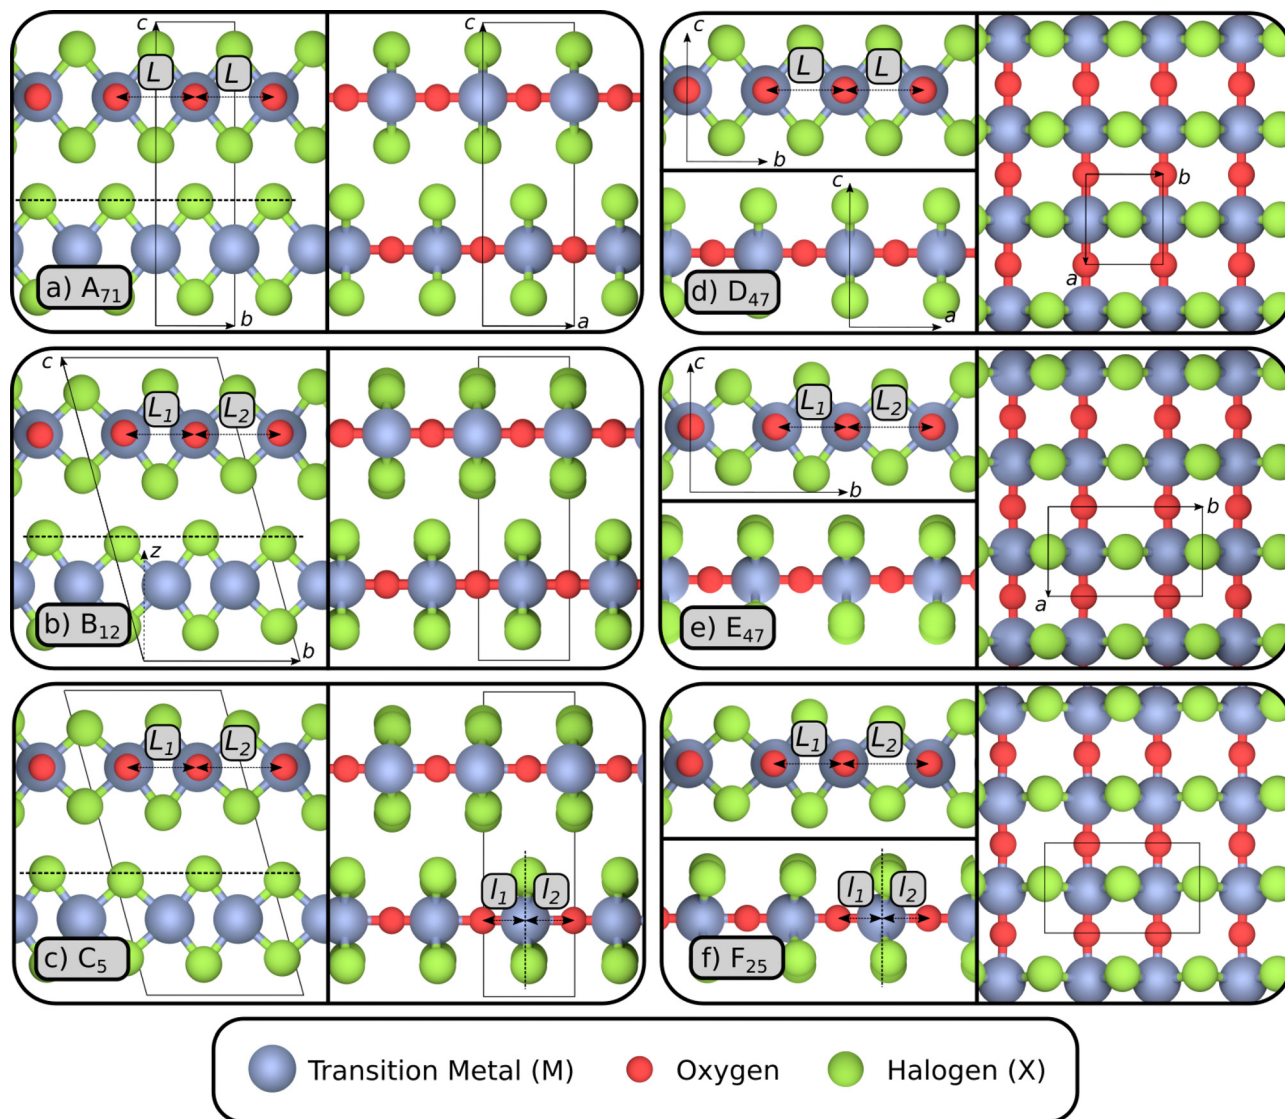 c
L L
b
a) A₇₁
c
a
c
L L
b
c
a
d) D₄₇
b
a
c
L₁ L₂
z
b
b) B₁₂
c
L₁ L₂
b
e) E₄₇
b
a
L₁ L₂
c) C₅
l₁ l₂
L₁ L₂
l₁ l₂
f) F₂₅
Transition Metal (M) Oxygen Halogen (X)